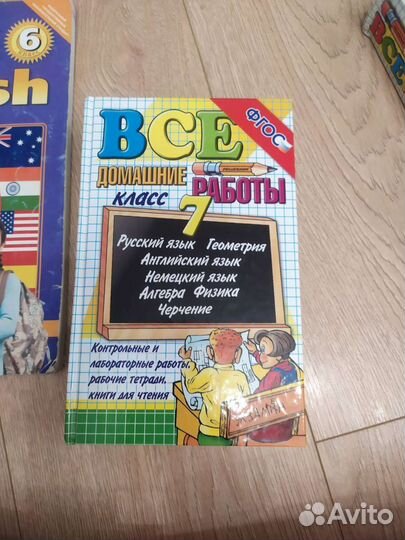 6
sh
ВСЕ
ФГОС
ДОМАШНИЕ
РАБОТЫ
класс
7
Русский язык Геометрия
Английский язык
Немецкий язык
Алгебра Физика
Черчение
Контрольные и
лабораторные работы,
рабочие тетради,
книги для чтения
ВСЕ
Avito